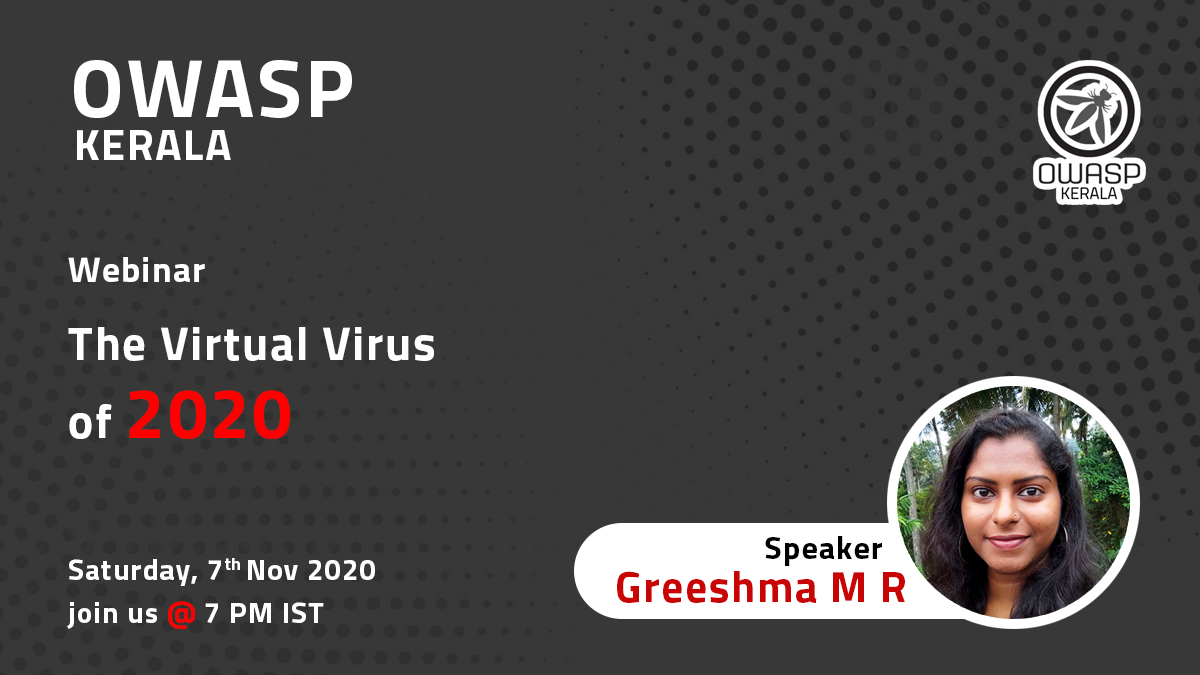 OWASP
KERALA
OWASP
KERALA
Webinar
The Virtual Virus
of 2020
Saturday, 7th Nov 2020
join us @ 7 PM IST
Speaker
Greeshma M R